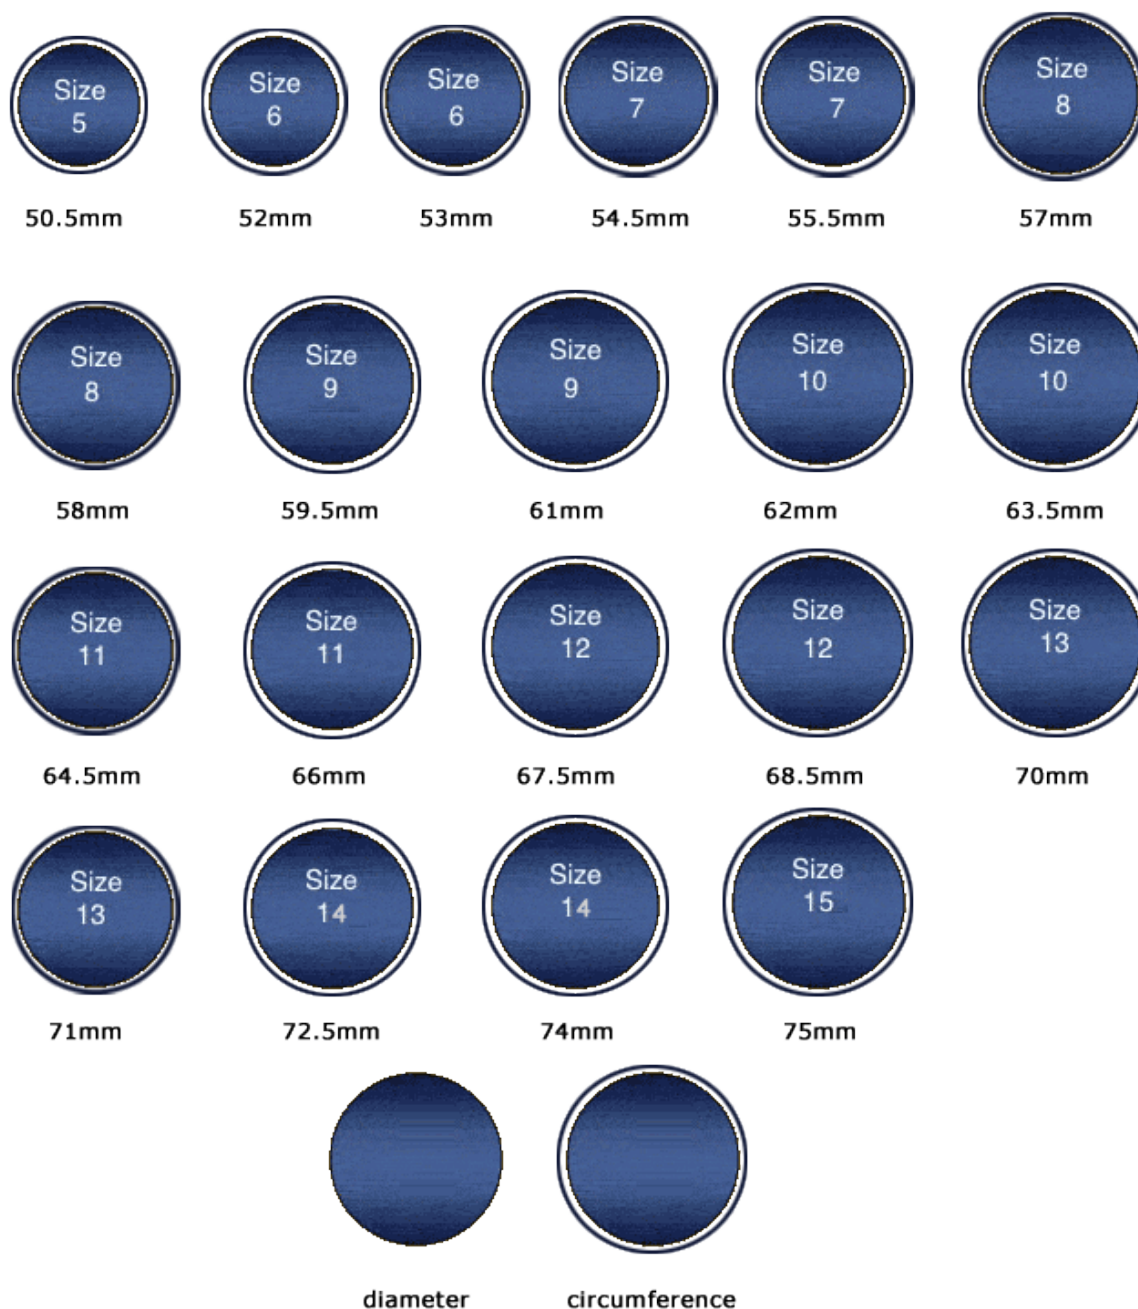 Size Size Size Size Size Size
5 6 6 7 7 8
50.5mm 52mm 53mm 54.5mm 55.5mm 57mm
Size Size Size Size Size
8 9 9 10 10
58mm 59.5mm 61mm 62mm 63.5mm
Size Size Size Size Size
11 11 12 12 13
64.5mm 66mm 67.5mm 68.5mm 70mm
Size Size Size Size
13 14 14 15
71mm 72.5mm 74mm 75mm
diameter circumference